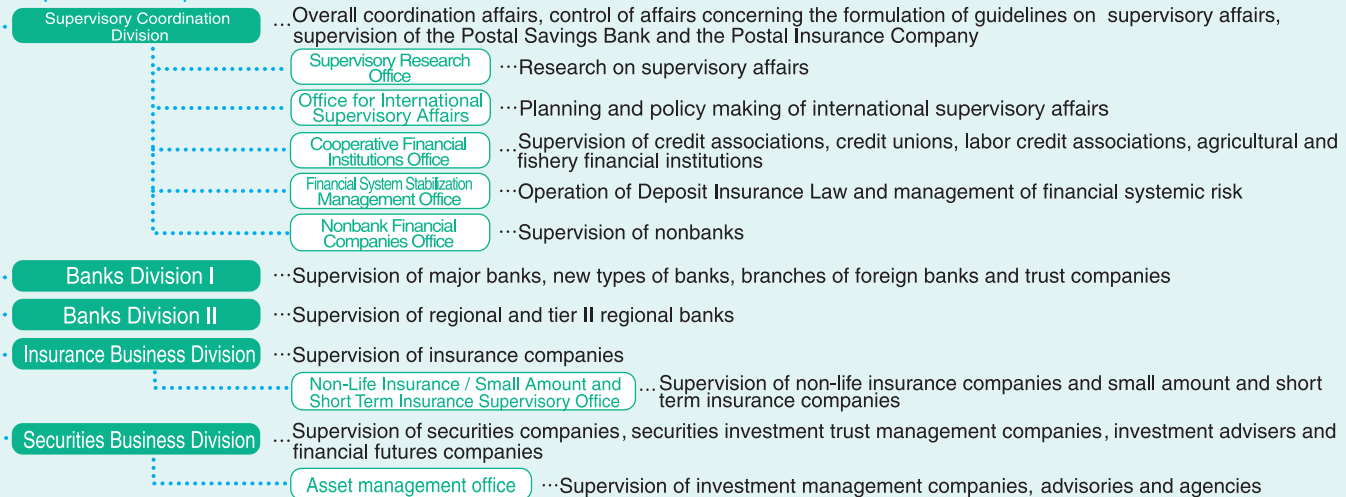 Supervisory Coordination
Division
…Overall coordination affairs, control of affairs concerning the formulation of guidelines on supervisory affairs,
supervision of the Postal Savings Bank and the Postal Insurance Company
Supervisory Research
Office
…Research on supervisory affairs
Office for International
Supervisory Affairs
…Planning and policy making of international supervisory affairs
Cooperative Financial
Institutions Office
…Supervision of credit associations, credit unions, labor credit associations, agricultural and
fishery financial institutions
Financial System Stabilization
Management Office
…Operation of Deposit Insurance Law and management of financial systemic risk
Nonbank Financial
Companies Office
…Supervision of nonbanks
Banks Division I
…Supervision of major banks, new types of banks, branches of foreign banks and trust companies
Banks Division II
…Supervision of regional and tier II regional banks
Insurance Business Division
…Supervision of insurance companies
Non-Life Insurance / Small Amount and
Short Term Insurance Supervisory Office
…Supervision of non-life insurance companies and small amount and short
term insurance companies
Securities Business Division
…Supervision of securities companies, securities investment trust management companies, investment advisers and
financial futures companies
Asset management office
…Supervision of investment management companies, advisories and agencies